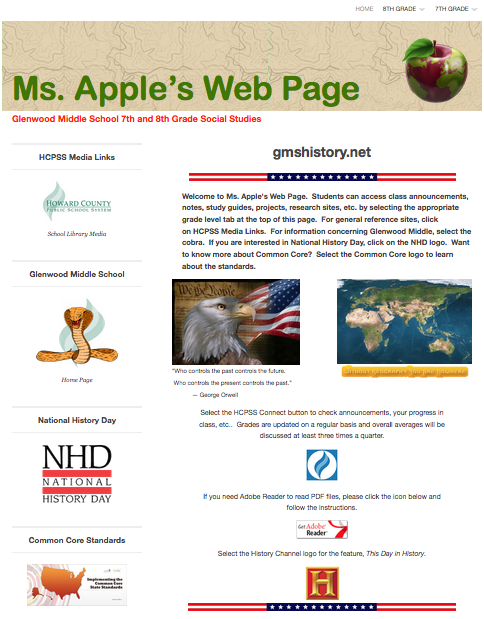 HOME 8TH GRADE 7TH GRADE
Ms. Apple's Web Page
Glenwood Middle School 7th and 8th Grade Social Studies
HCPSS Media Links
HOWARD COUNTY
PUBLIC SCHOOL SYSTEM
School Library Media
Glenwood Middle School
Home Page
National History Day
NHD
NATIONAL
HISTORY DAY
Common Core Standards
Implementing the
Common Core
State Standards
gmshistory.net
Welcome to Ms. Apple's Web Page. Students can access class announcements,
notes, study guides, projects, research sites, etc. by selecting the appropriate
grade level tab at the top of this page. For general reference sites, click
on HCPSS Media Links. For information concerning Glenwood Middle, select the
cobra. If you are interested in National History Day, click on the NHD logo. Want
to know more about Common Core? Select the Common Core logo to learn
about the standards.
We the People
"Who controls the past controls the future.
Who controls the present controls the past."
— George Orwell
Select the HCPSS Connect button to check announcements, your progress in
class, etc.. Grades are updated on a regular basis and overall averages will be
discussed at least three times a quarter.
If you need Adobe Reader to read PDF files, please click the icon below and
follow the instructions.
Get Adobe
Reader
Select the History Channel logo for the feature, This Day in History.
H